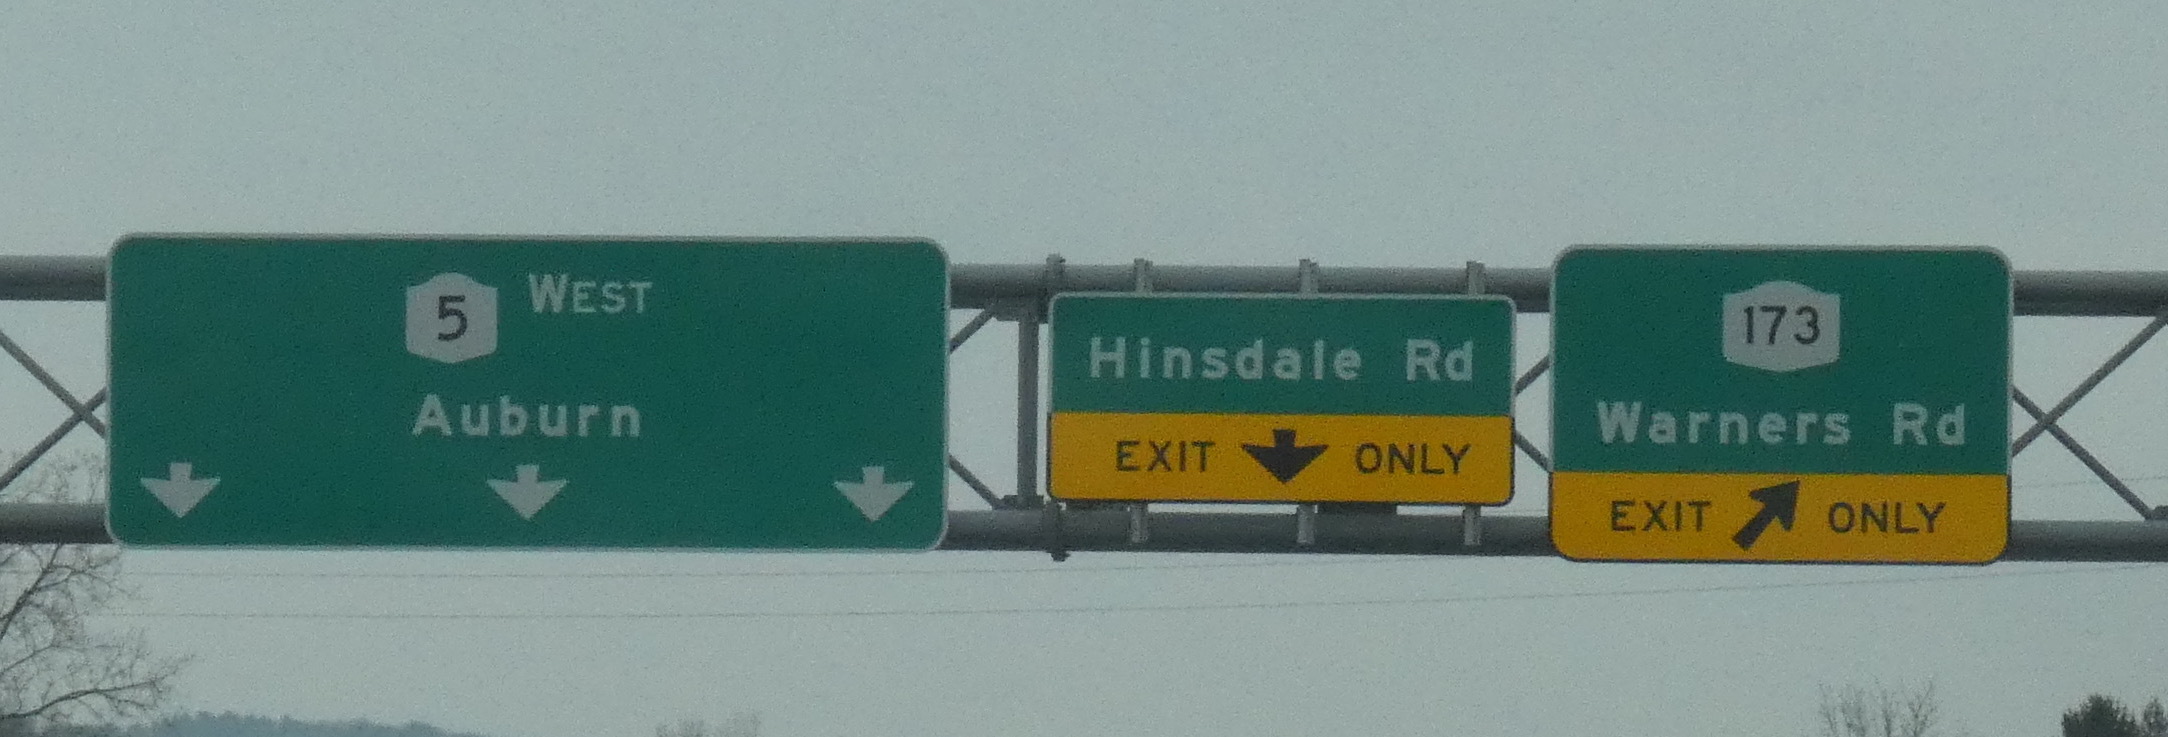 5 WEST
Auburn
Hinsdale Rd
EXIT ONLY
173
Warners Rd
EXIT ONLY